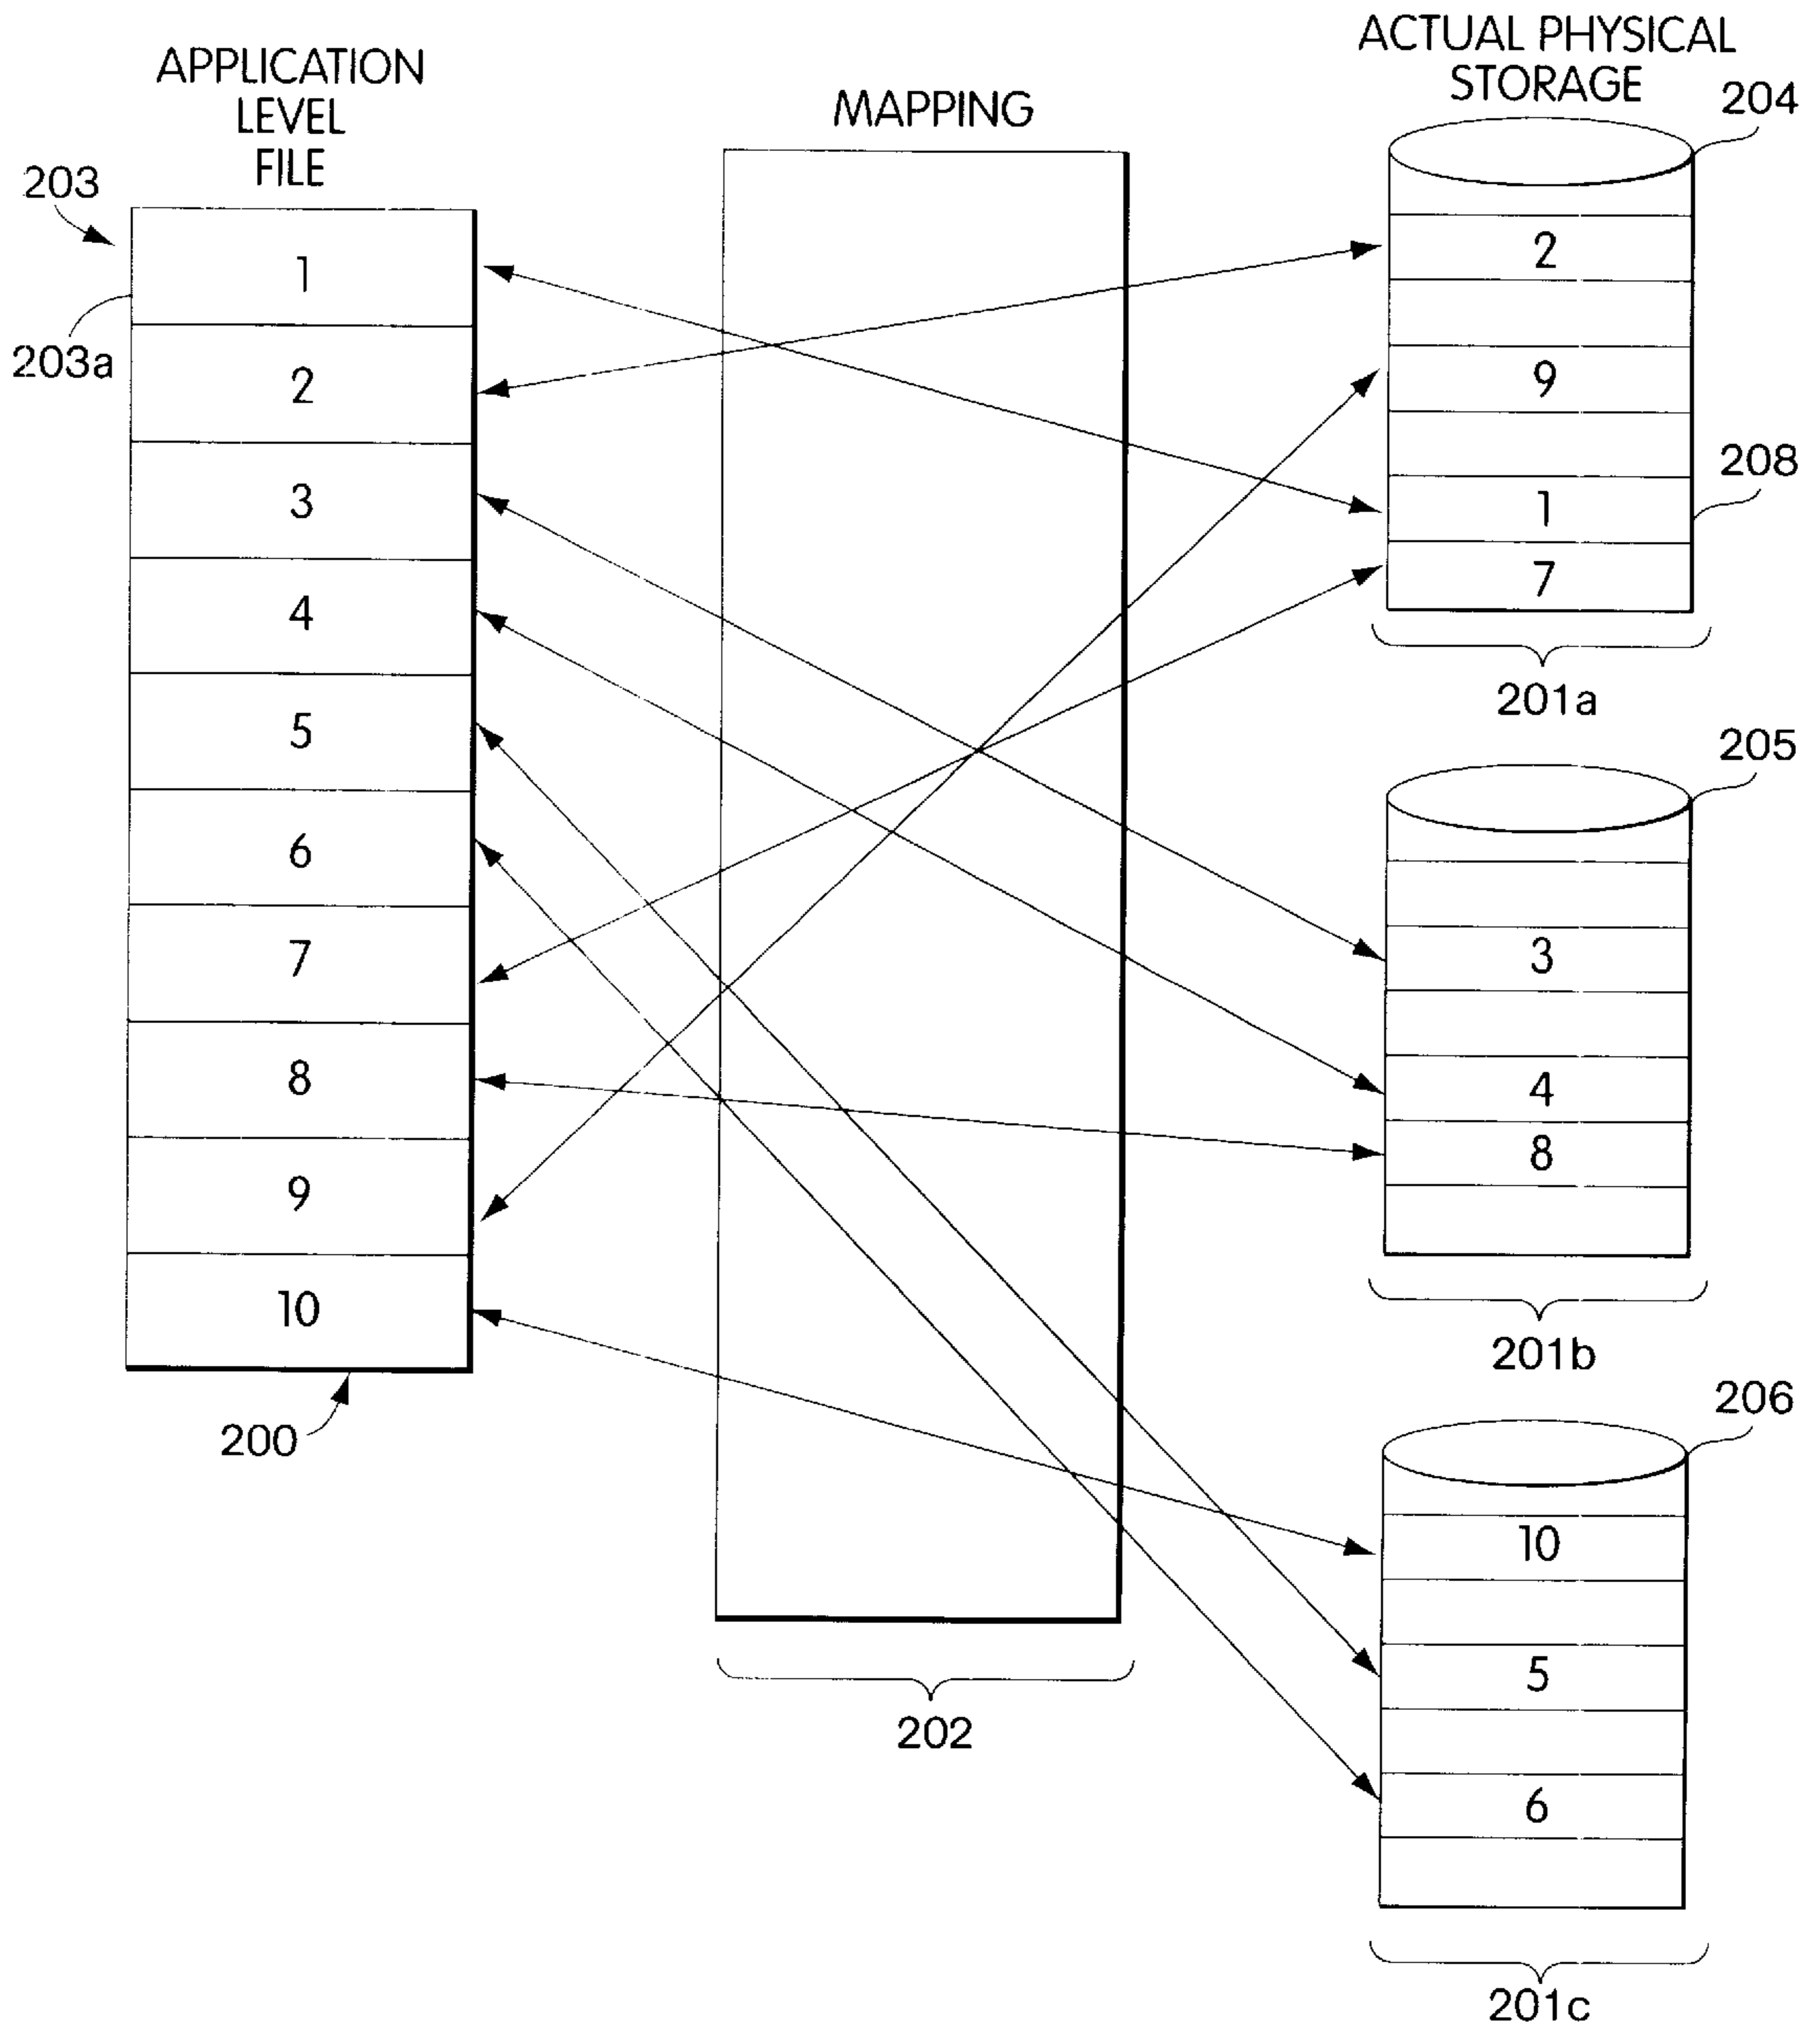 APPLICATION
LEVEL
FILE
203
203a
1
2
3
4
5
6
7
8
9
10
200
MAPPING
202
ACTUAL PHYSICAL
STORAGE
204
2
9
208
1
7
201a
205
3
4
8
201b
206
10
5
6
201c